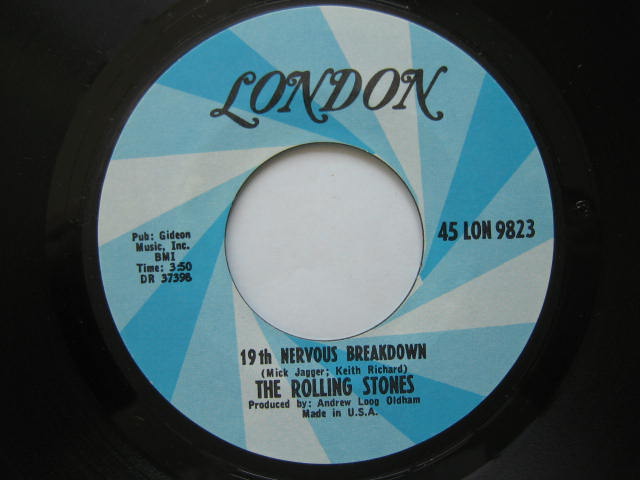 LONDON
45 LON 9823
Pub: Gideon
Music, Inc.
BMI
Time: 3:50
DR 37398
19th NERVOUS BREAKDOWN
(Mick Jagger; Keith Richard)
THE ROLLING STONES
Produced by: Andrew Loog Oldham
Made in U.S.A.